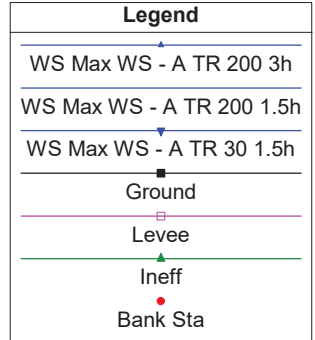 Legend
WS Max WS - A TR 200 3h
WS Max WS - A TR 200 1.5h
WS Max WS - A TR 30 1.5h
Ground
Levee
Ineff
Bank Sta